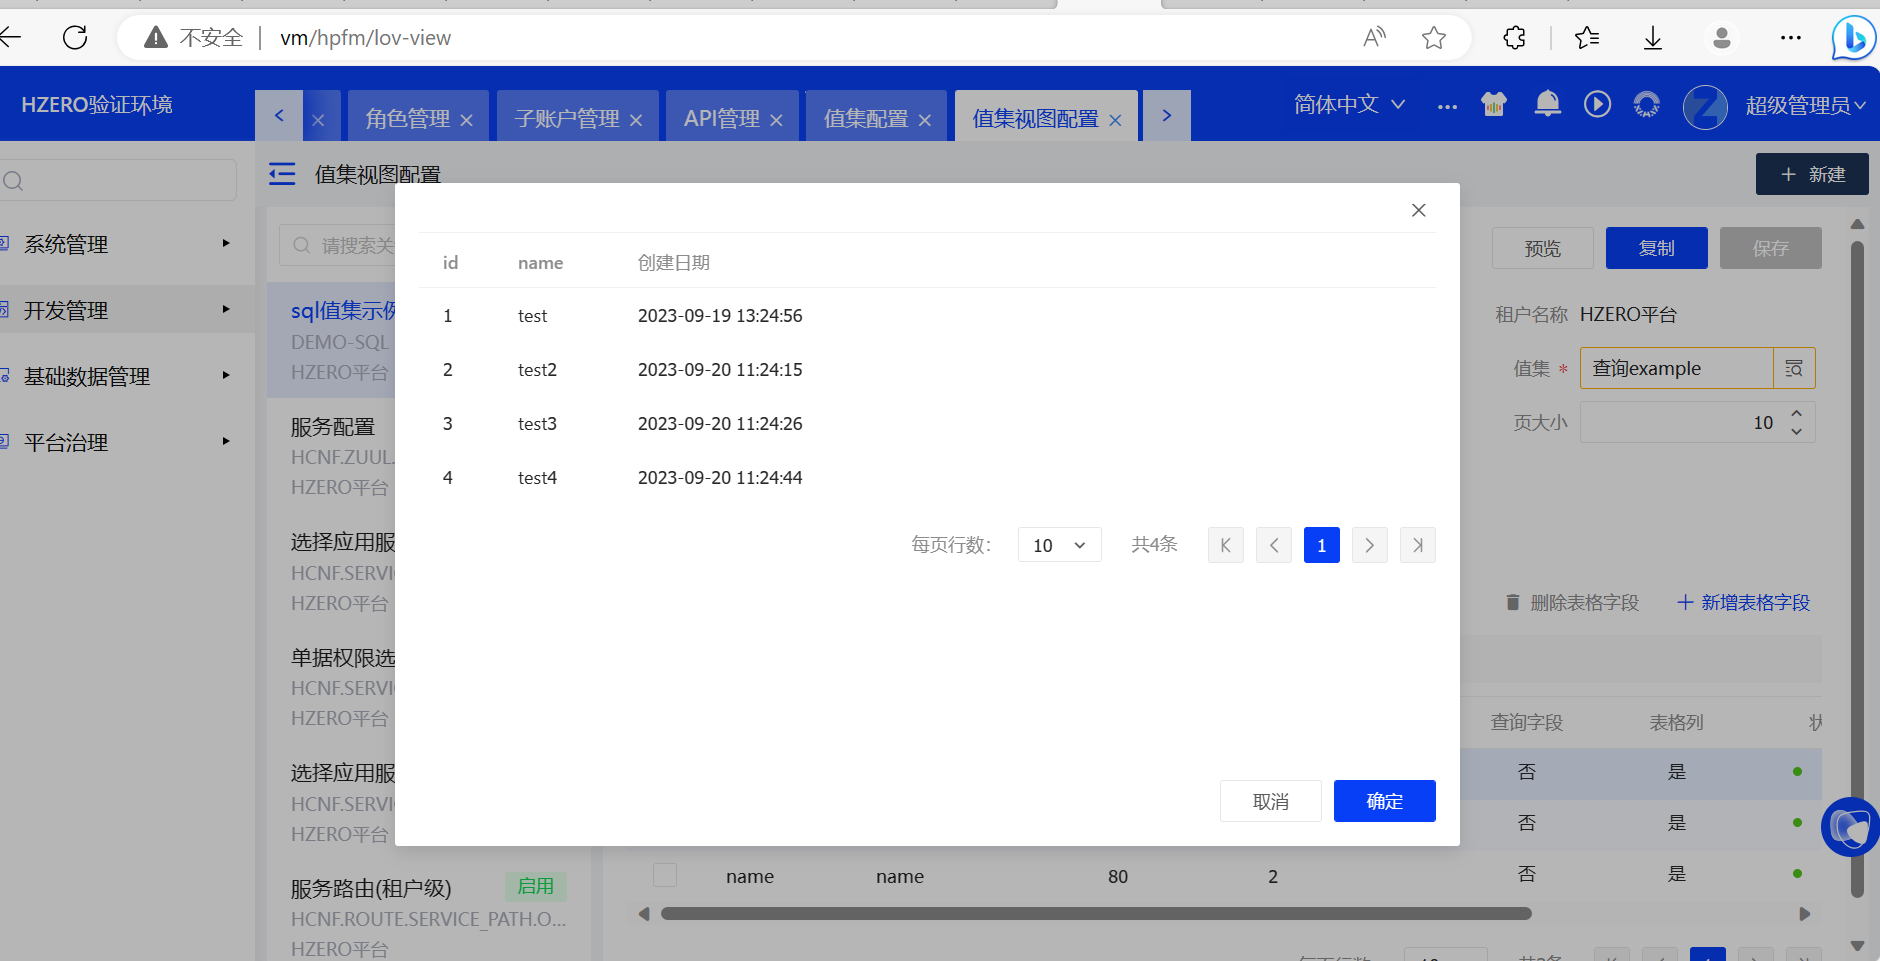 不安全 vm/hpfm/lov-view
HZERO验证环境
角色管理
子账户管理
API管理
值集配置
值集视图配置
简体中文
超级管理员
值集视图配置
新建
系统管理
开发管理
基础数据管理
平台治理
请搜索关
sql值集示例
DEMO-SQL
HZERO平台
服务配置
HCNF.ZUUL.
HZERO平台
选择应用服
HCNF.SERVI
HZERO平台
单据权限选
HCNF.SERVI
HZERO平台
选择应用服
HCNF.SERVI
HZERO平台
服务路由(租户级) 启用
HCNF.ROUTE.SERVICE_PATH.O...
HZERO平台
id name 创建日期
1 test 2023-09-19 13:24:56
2 test2 2023-09-20 11:24:15
3 test3 2023-09-20 11:24:26
4 test4 2023-09-20 11:24:44
每页行数: 10 共4条 1
取消 确定
预览 复制 保存
租户名称 HZERO平台
值集 * 查询example
页大小 10
删除表格字段 新增表格字段
查询字段 表格列
否 是
否 是
name name 80 2 否 是